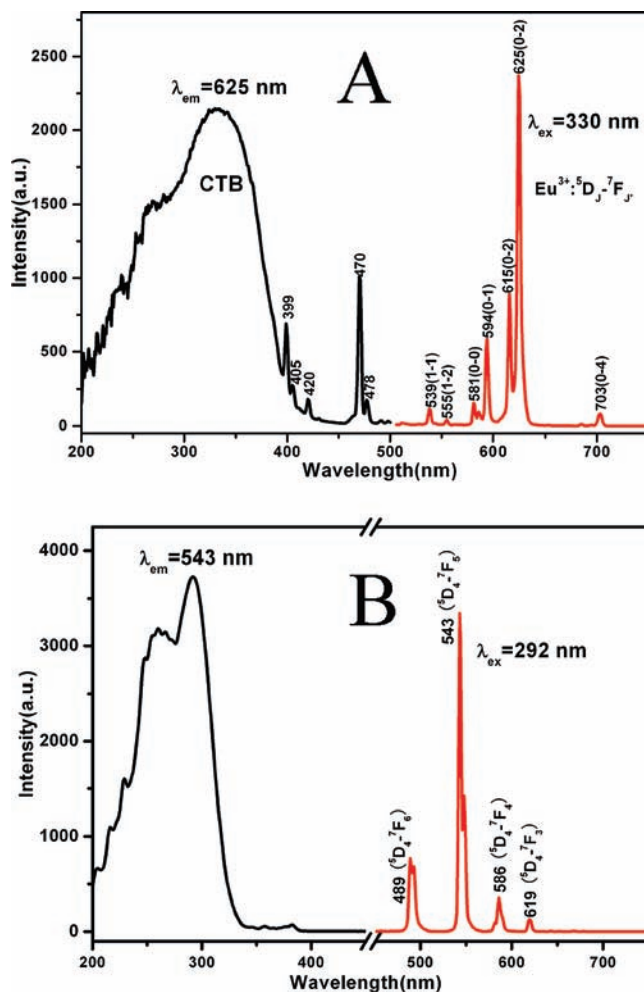 A
λem=625 nm
λex=330 nm
Eu³⁺:⁵DJ-⁷FJ'
CTB
399
405
420
470
478
539(1-1)
555(1-2)
581(0-0)
594(0-1)
615(0-2)
625(0-2)
703(0-4)
Intensity(a.u.)
2500
2000
1500
1000
500
0
200 300 400 500 600 700
Wavelength(nm)
B
λem=543 nm
λex=292 nm
489 (⁵D₄-⁷F₆)
543 (⁵D₄-⁷F₅)
586 (⁵D₄-⁷F₄)
619 (⁵D₄-⁷F₃)
Intensity(a.u.)
4000
3000
2000
1000
0
200 300 400 500 600 700
Wavelength(nm)